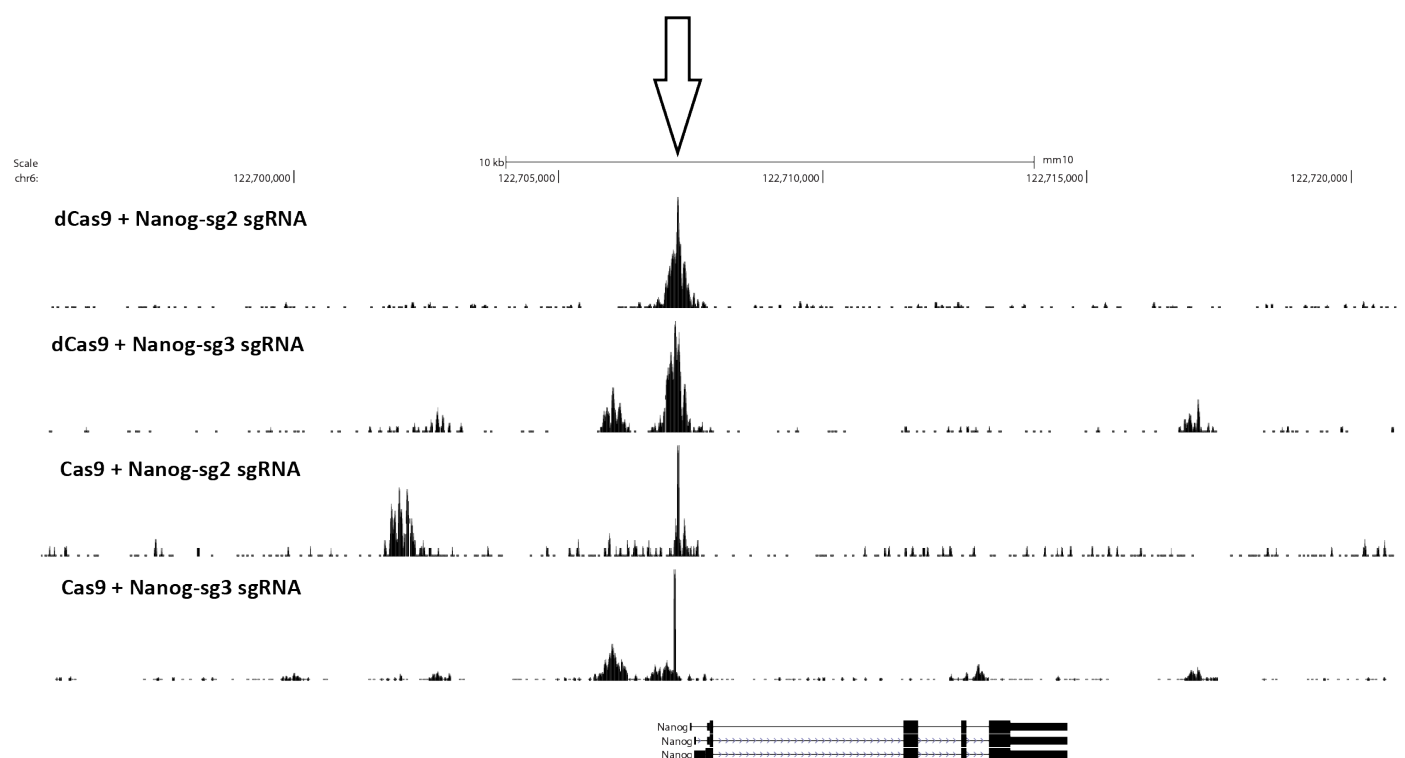 Scale
10 kb
mm10
chr6:
122,700,000
122,705,000
122,710,000
122,715,000
122,720,000
dCas9 + Nanog-sg2 sgRNA
dCas9 + Nanog-sg3 sgRNA
Cas9 + Nanog-sg2 sgRNA
Cas9 + Nanog-sg3 sgRNA
Nanog
Nanog
Nanog